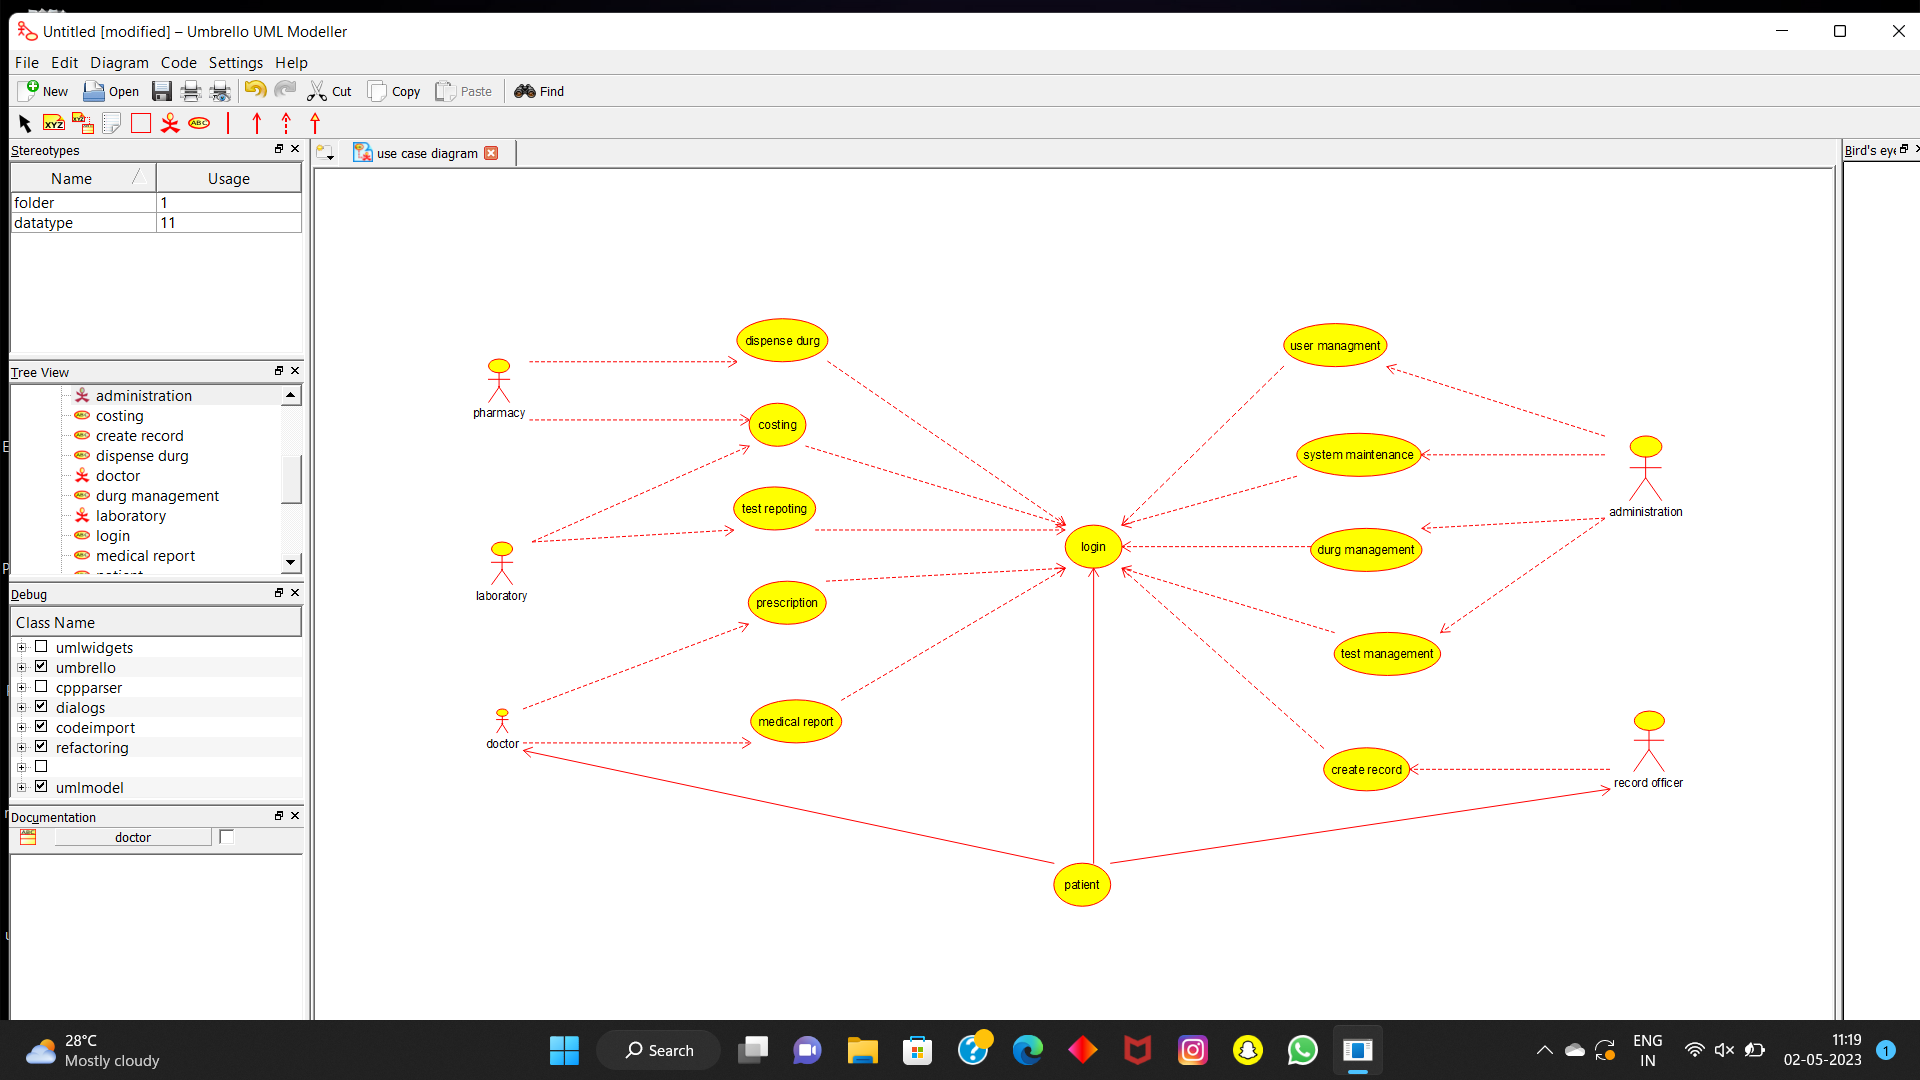 Untitled [modified] – Umbrello UML Modeller
File Edit Diagram Code Settings Help
New Open Cut Copy Paste Find
XYZ ABC
Stereotypes
use case diagram
Bird's eye
Name Usage
folder 1
datatype 11
Tree View
administration
costing
create record
dispense durg
doctor
durg management
laboratory
login
medical report
Debug
Class Name
umlwidgets
umbrello
cppparser
dialogs
codeimport
refactoring
umlmodel
Documentation
doctor
dispense durg
user managment
pharmacy
costing
system maintenance
administration
test repoting
login
durg management
laboratory
prescription
test management
doctor
medical report
create record
record officer
patient
28°C
Mostly cloudy
Search
ENG
IN
11:19
02-05-2023
1